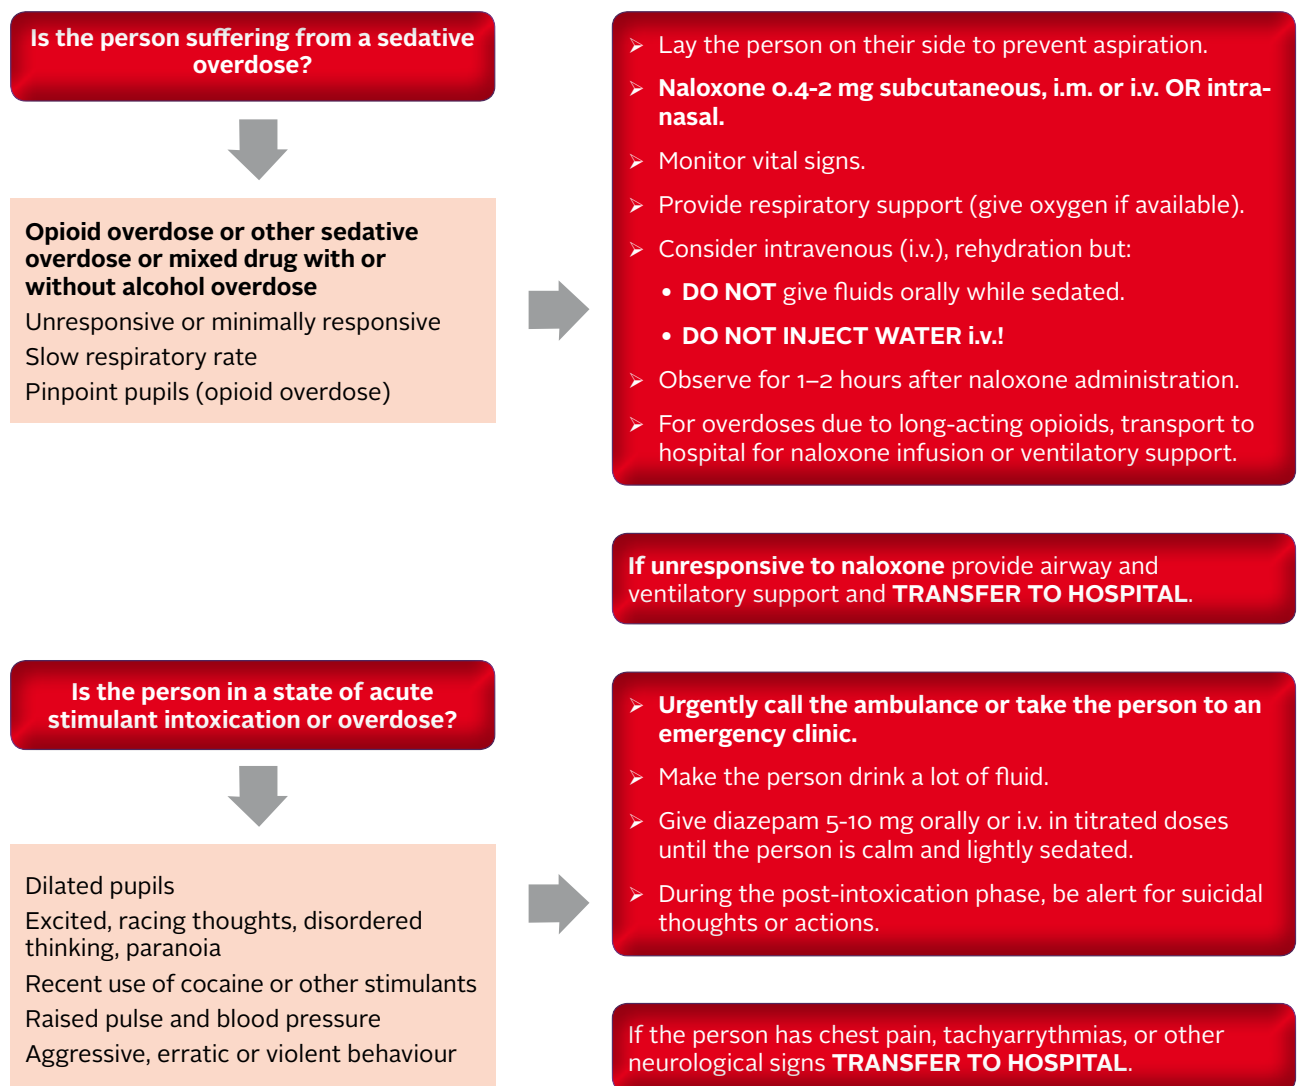 Is the person suffering from a sedative
overdose?
Opioid overdose or other sedative
overdose or mixed drug with or
without alcohol overdose
Unresponsive or minimally responsive
Slow respiratory rate
Pinpoint pupils (opioid overdose)
➢ Lay the person on their side to prevent aspiration.
➢ Naloxone 0.4-2 mg subcutaneous, i.m. or i.v. OR intra-
nasal.
➢ Monitor vital signs.
➢ Provide respiratory support (give oxygen if available).
➢ Consider intravenous (i.v.), rehydration but:
• DO NOT give fluids orally while sedated.
• DO NOT INJECT WATER i.v.!
➢ Observe for 1–2 hours after naloxone administration.
➢ For overdoses due to long-acting opioids, transport to
hospital for naloxone infusion or ventilatory support.
If unresponsive to naloxone provide airway and
ventilatory support and TRANSFER TO HOSPITAL.
Is the person in a state of acute
stimulant intoxication or overdose?
Dilated pupils
Excited, racing thoughts, disordered
thinking, paranoia
Recent use of cocaine or other stimulants
Raised pulse and blood pressure
Aggressive, erratic or violent behaviour
➢ Urgently call the ambulance or take the person to an
emergency clinic.
➢ Make the person drink a lot of fluid.
➢ Give diazepam 5-10 mg orally or i.v. in titrated doses
until the person is calm and lightly sedated.
➢ During the post-intoxication phase, be alert for suicidal
thoughts or actions.
If the person has chest pain, tachyarrythmias, or other
neurological signs TRANSFER TO HOSPITAL.